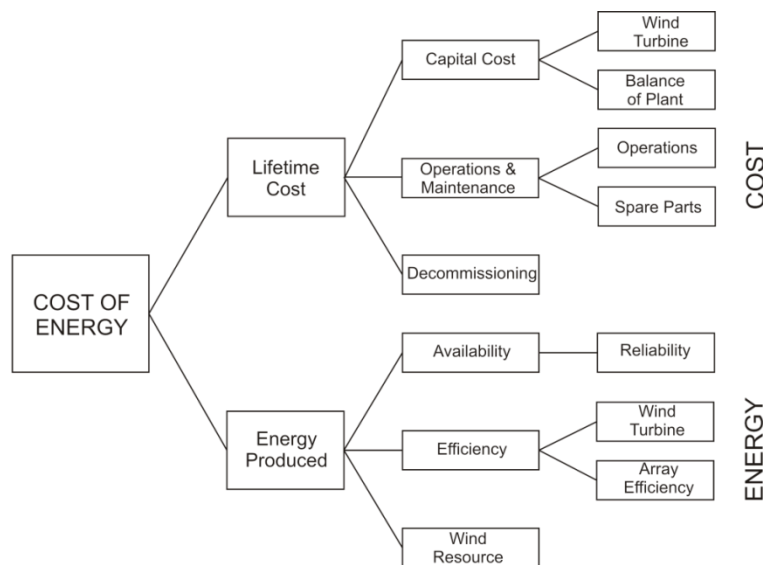 Wind
Turbine
Capital Cost
Balance
of Plant
Lifetime
Cost
Operations
Operations &
Maintenance
Spare Parts
COST
Decommissioning
COST OF
ENERGY
Availability
Reliability
Energy
Produced
Wind
Turbine
Efficiency
Array
Efficiency
ENERGY
Wind
Resource